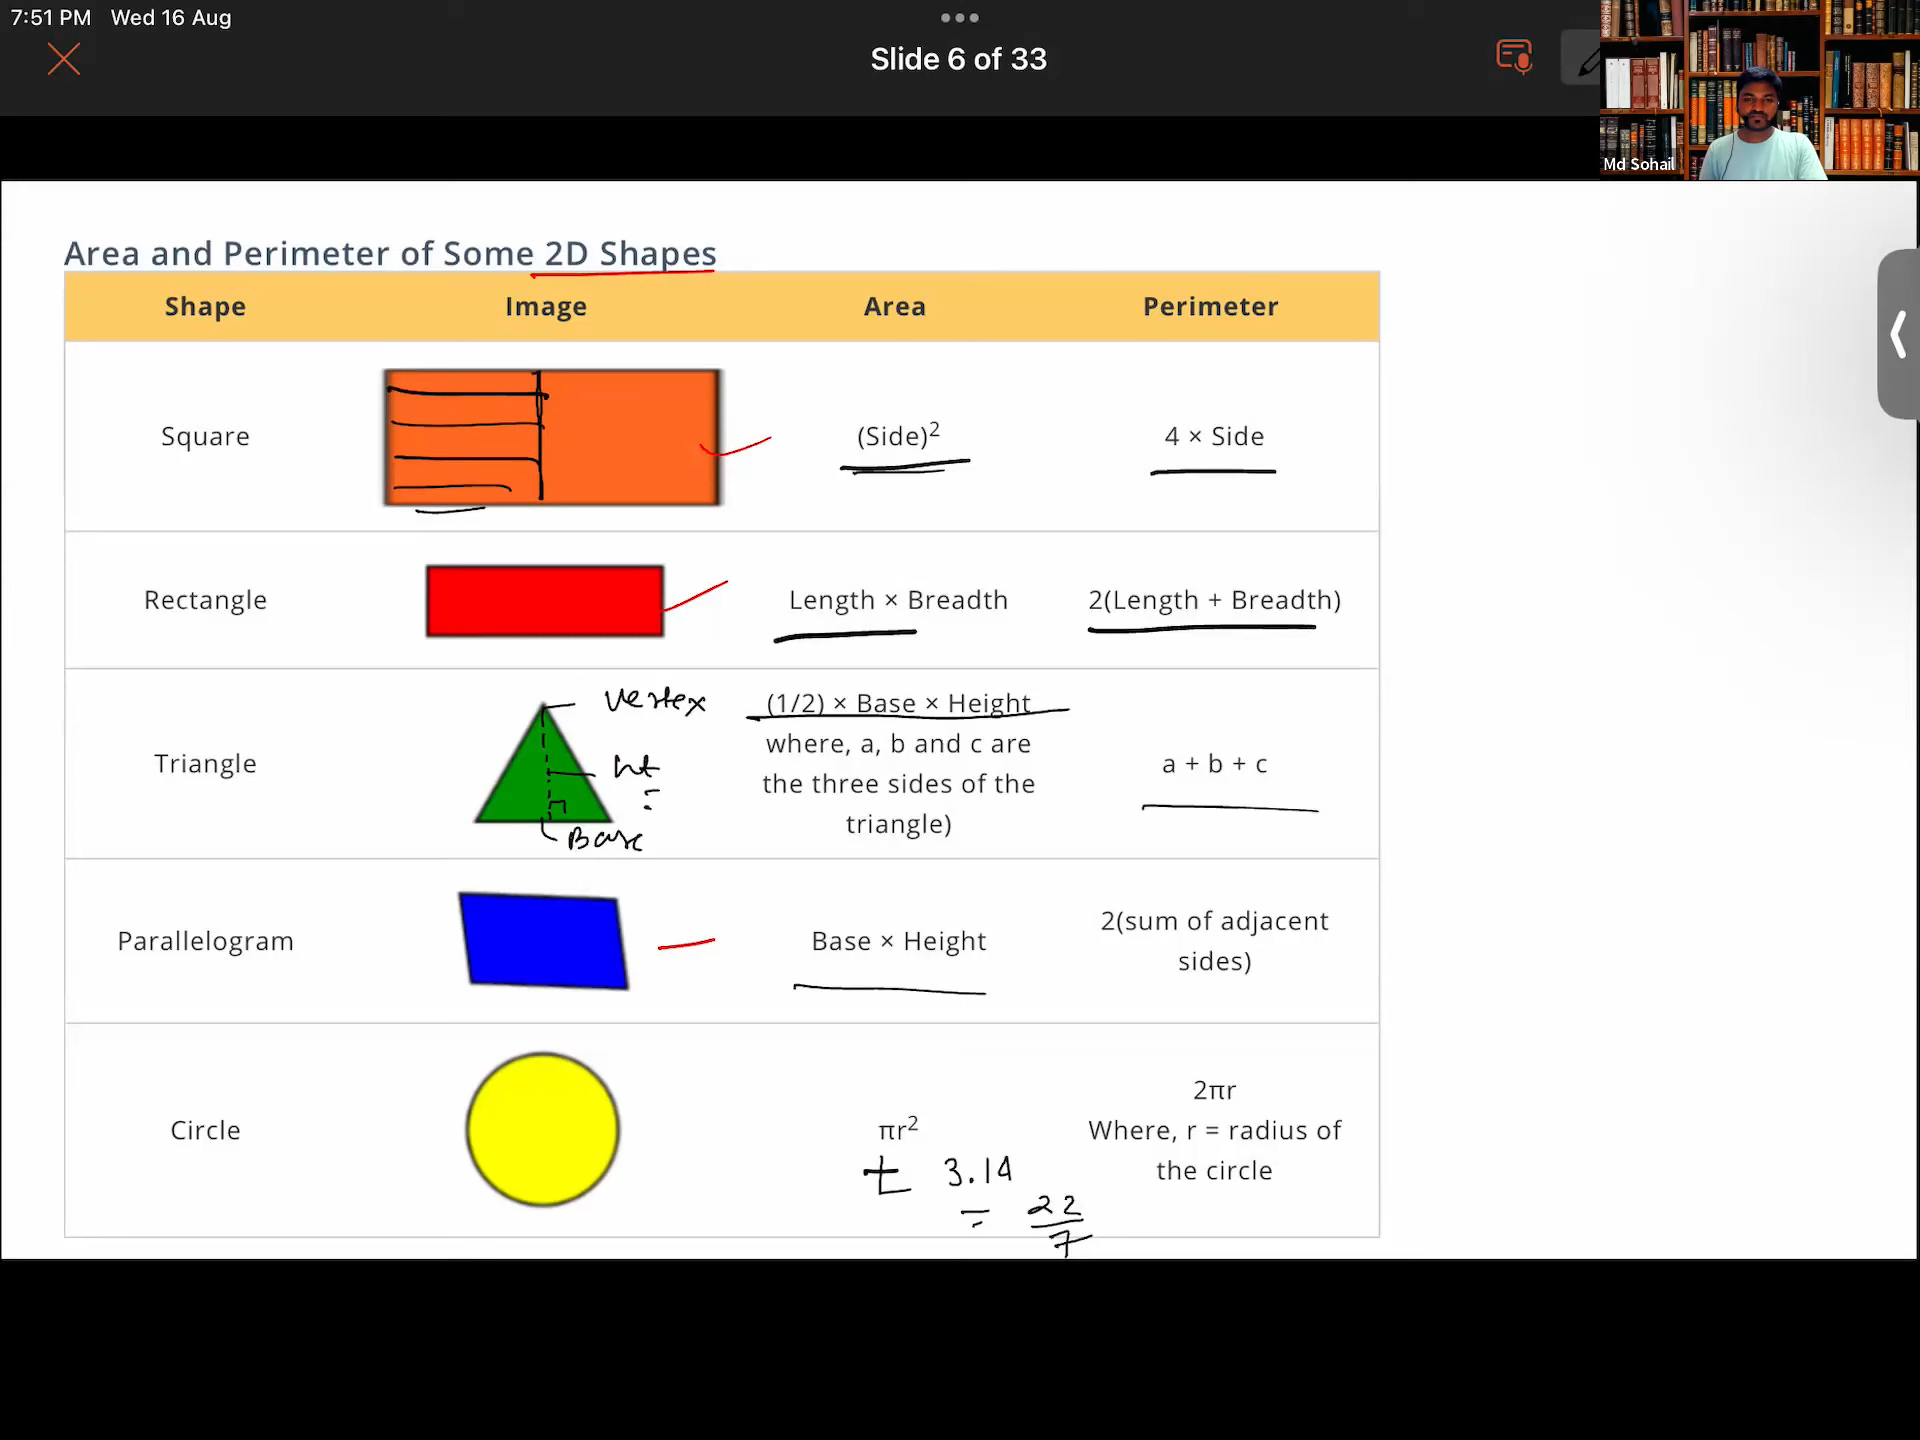 7:51 PM Wed 16 Aug
Slide 6 of 33
Md Sohail
Area and Perimeter of Some 2D Shapes
Shape Image Area Perimeter
Square (Side)² 4 × Side
Rectangle Length × Breadth 2(Length + Breadth)
vertex
(1/2) × Base × Height
where, a, b and c are
the three sides of the
triangle)
Triangle ht a + b + c
Base
Parallelogram Base × Height 2(sum of adjacent
sides)
Circle πr² 2πr
Where, r = radius of
the circle
3.14
22
7